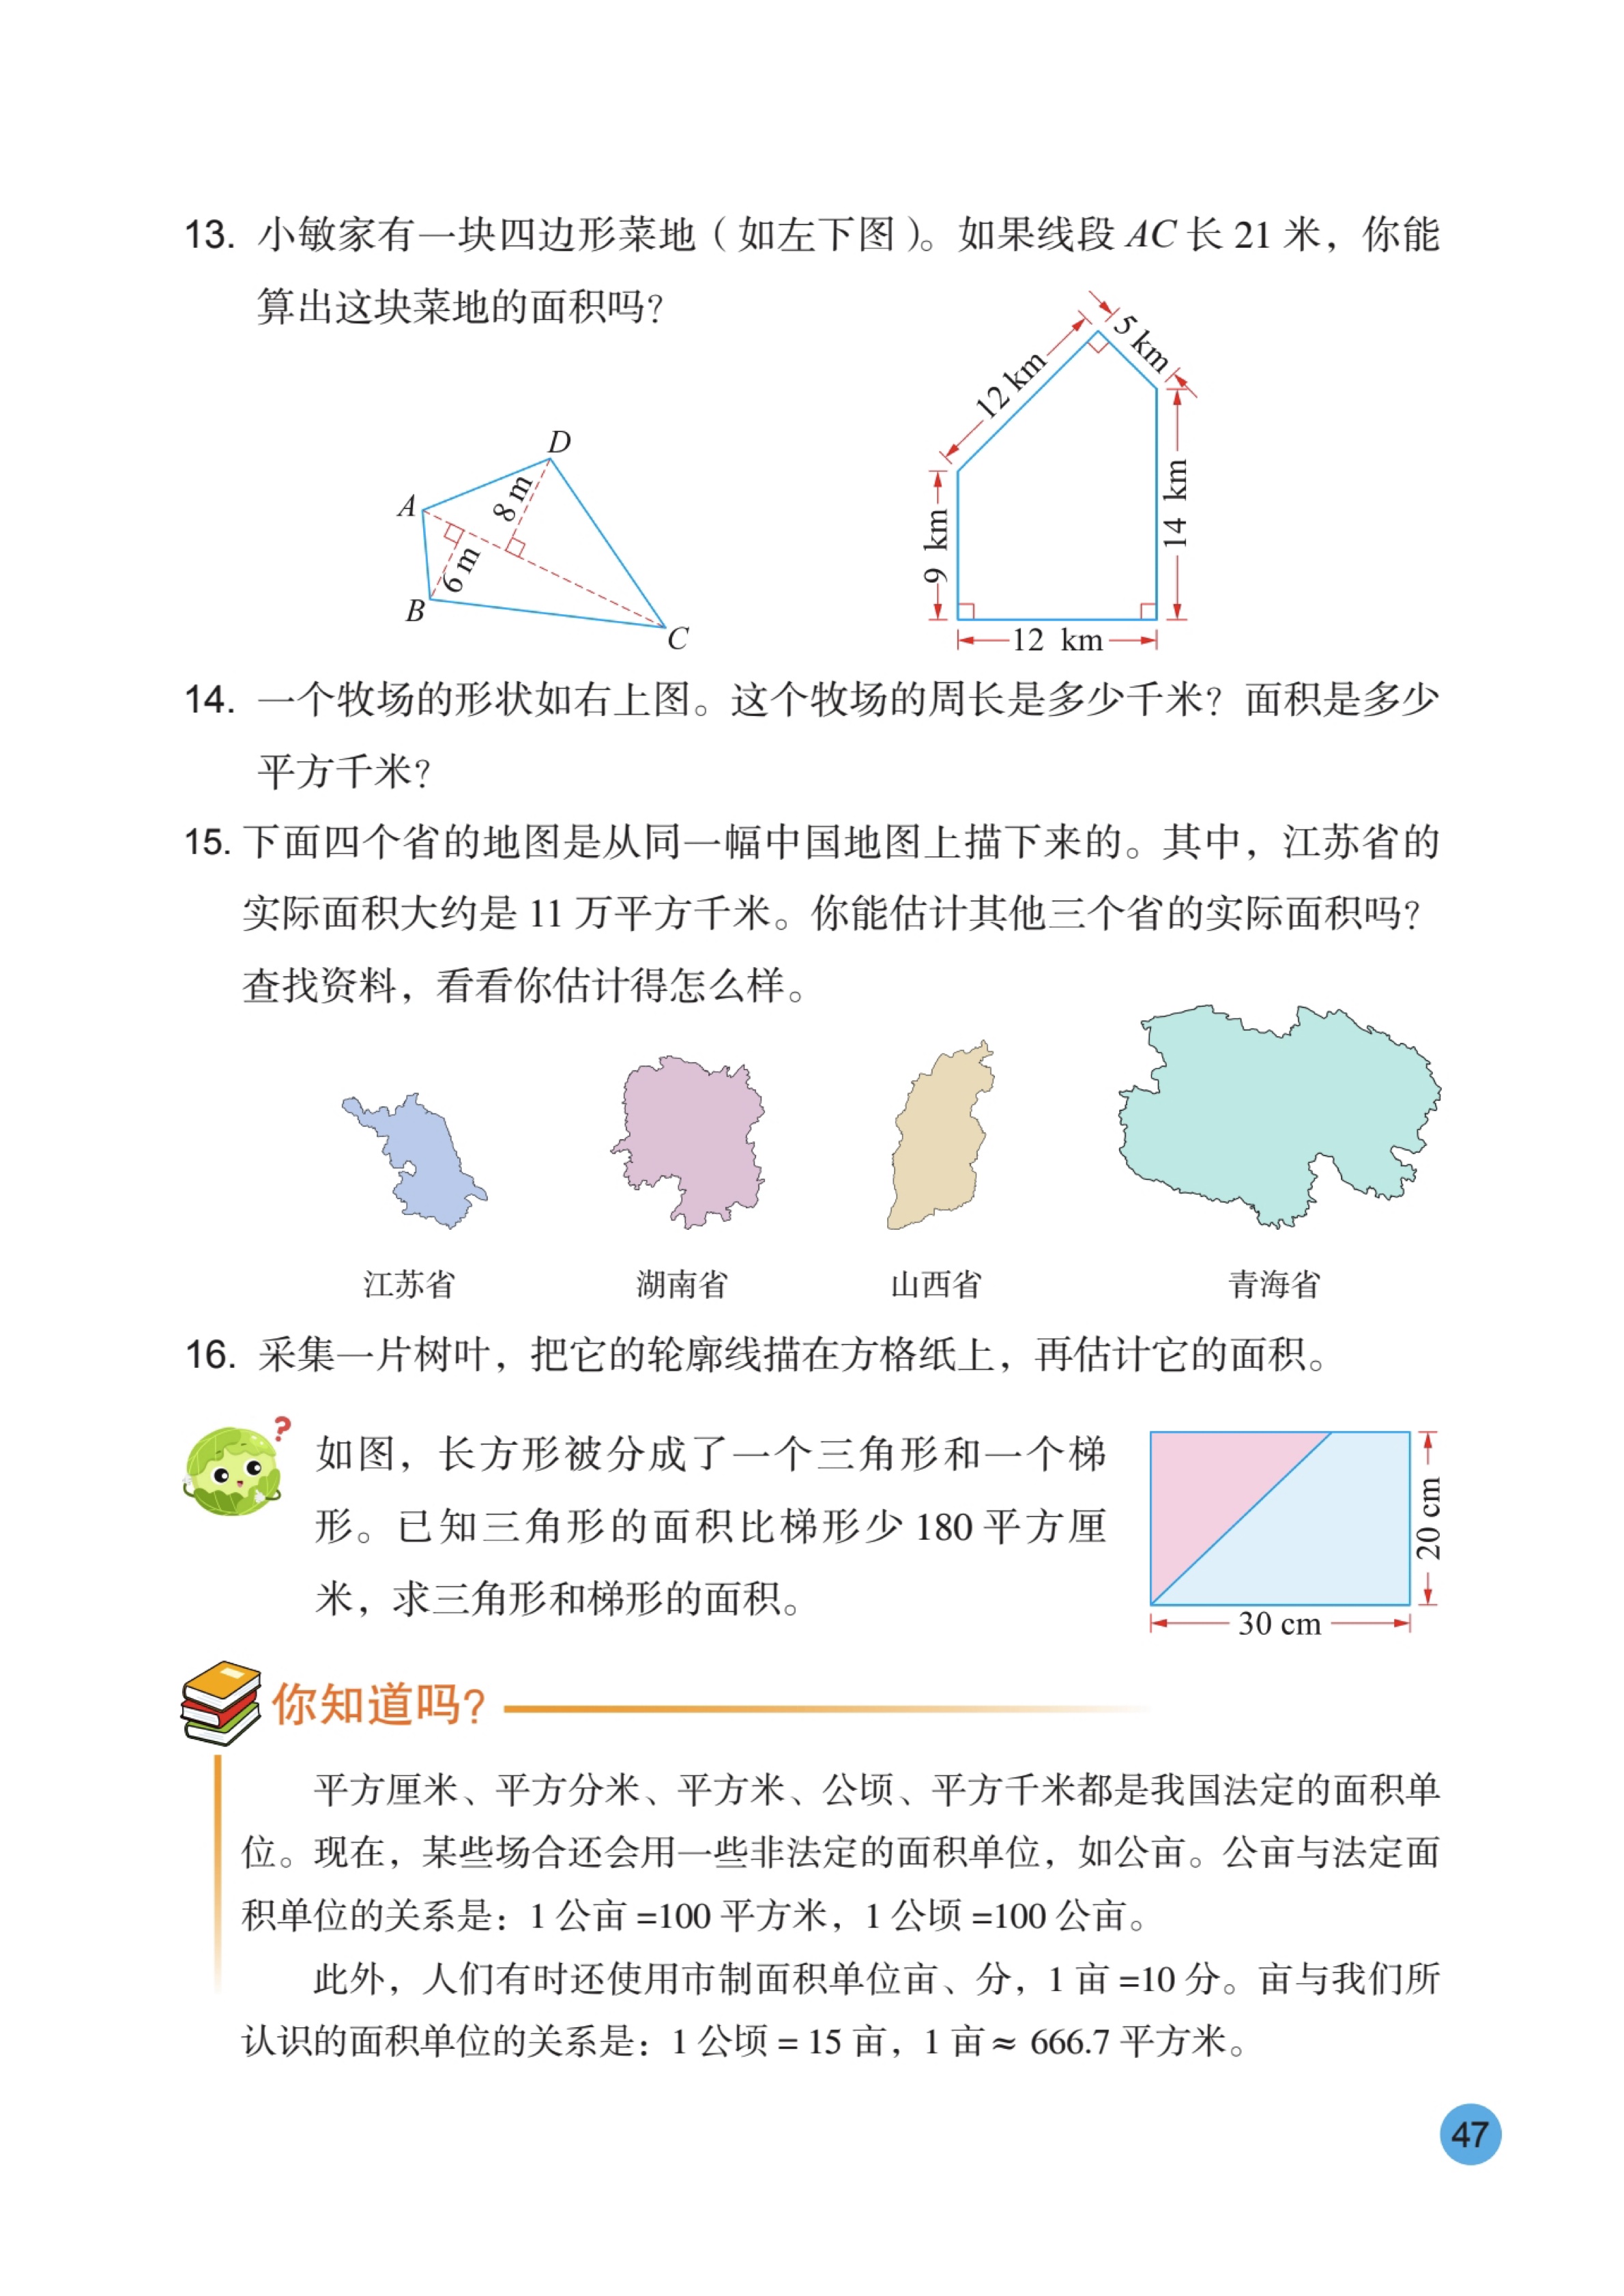 13. 小敏家有一块四边形菜地（如左下图）。如果线段 AC 长 21 米，你能
算出这块菜地的面积吗？
D
A
8 m
6 m
B
C
5 km
12 km
9 km
14 km
12 km
14. 一个牧场的形状如右上图。这个牧场的周长是多少千米？面积是多少
平方千米？
15. 下面四个省的地图是从同一幅中国地图上描下来的。其中，江苏省的
实际面积大约是 11 万平方千米。你能估计其他三个省的实际面积吗？
查找资料，看看你估计得怎么样。
江苏省 湖南省 山西省 青海省
16. 采集一片树叶，把它的轮廓线描在方格纸上，再估计它的面积。
?
如图，长方形被分成了一个三角形和一个梯
形。已知三角形的面积比梯形少 180 平方厘
米，求三角形和梯形的面积。
20 cm
30 cm
你知道吗？
平方厘米、平方分米、平方米、公顷、平方千米都是我国法定的面积单
位。现在，某些场合还会用一些非法定的面积单位，如公亩。公亩与法定面
积单位的关系是：1 公亩 =100 平方米，1 公顷 =100 公亩。
此外，人们有时还使用市制面积单位亩、分，1 亩 =10 分。亩与我们所
认识的面积单位的关系是：1 公顷 = 15 亩，1 亩 ≈ 666.7 平方米。
47